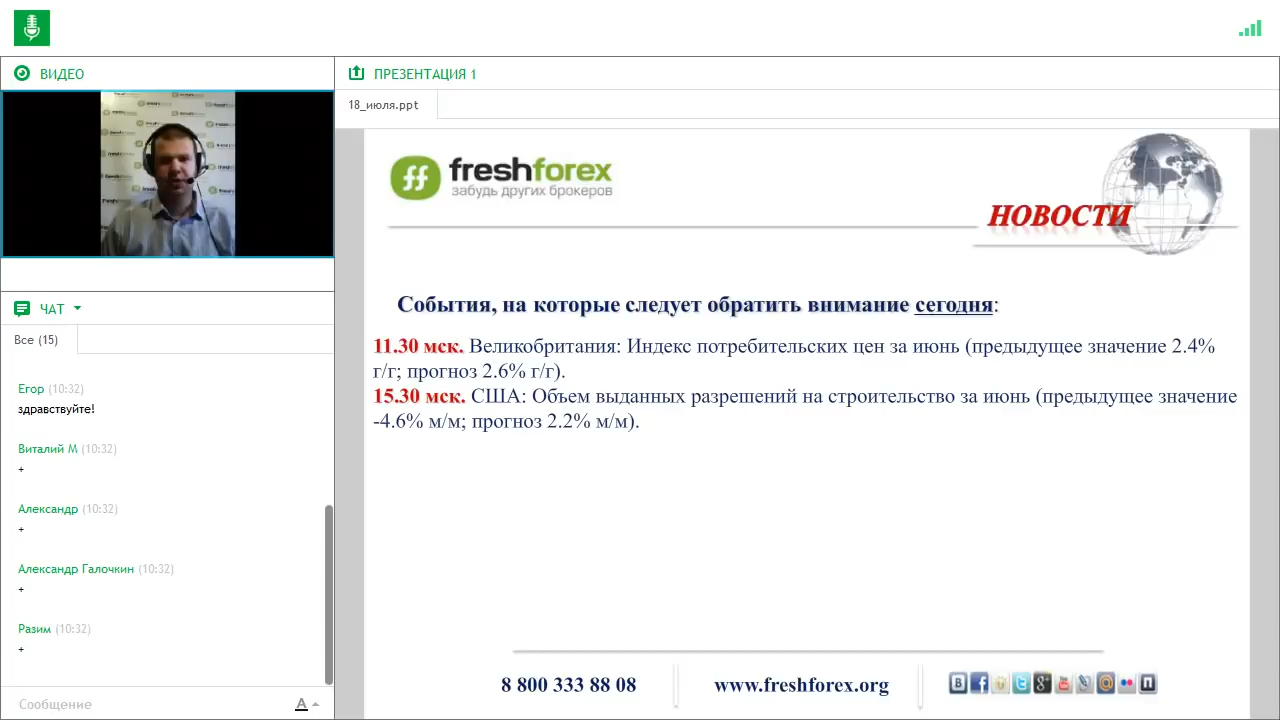 ВИДЕО
ПРЕЗЕНТАЦИЯ 1
18_июля.ppt
ff freshforex
забудь других брокеров
НОВОСТИ
События, на которые следует обратить внимание сегодня:
11.30 мск. Великобритания: Индекс потребительских цен за июнь (предыдущее значение 2.4%
г/г; прогноз 2.6% г/г).
15.30 мск. США: Объем выданных разрешений на строительство за июнь (предыдущее значение
-4.6% м/м; прогноз 2.2% м/м).
8 800 333 88 08
www.freshforex.org
ЧАТ
Все (15)
Егор (10:32)
здравствуйте!
Виталий М (10:32)
+
Александр (10:32)
+
Александр Галочкин (10:32)
+
Разим (10:32)
+
Сообщение
A